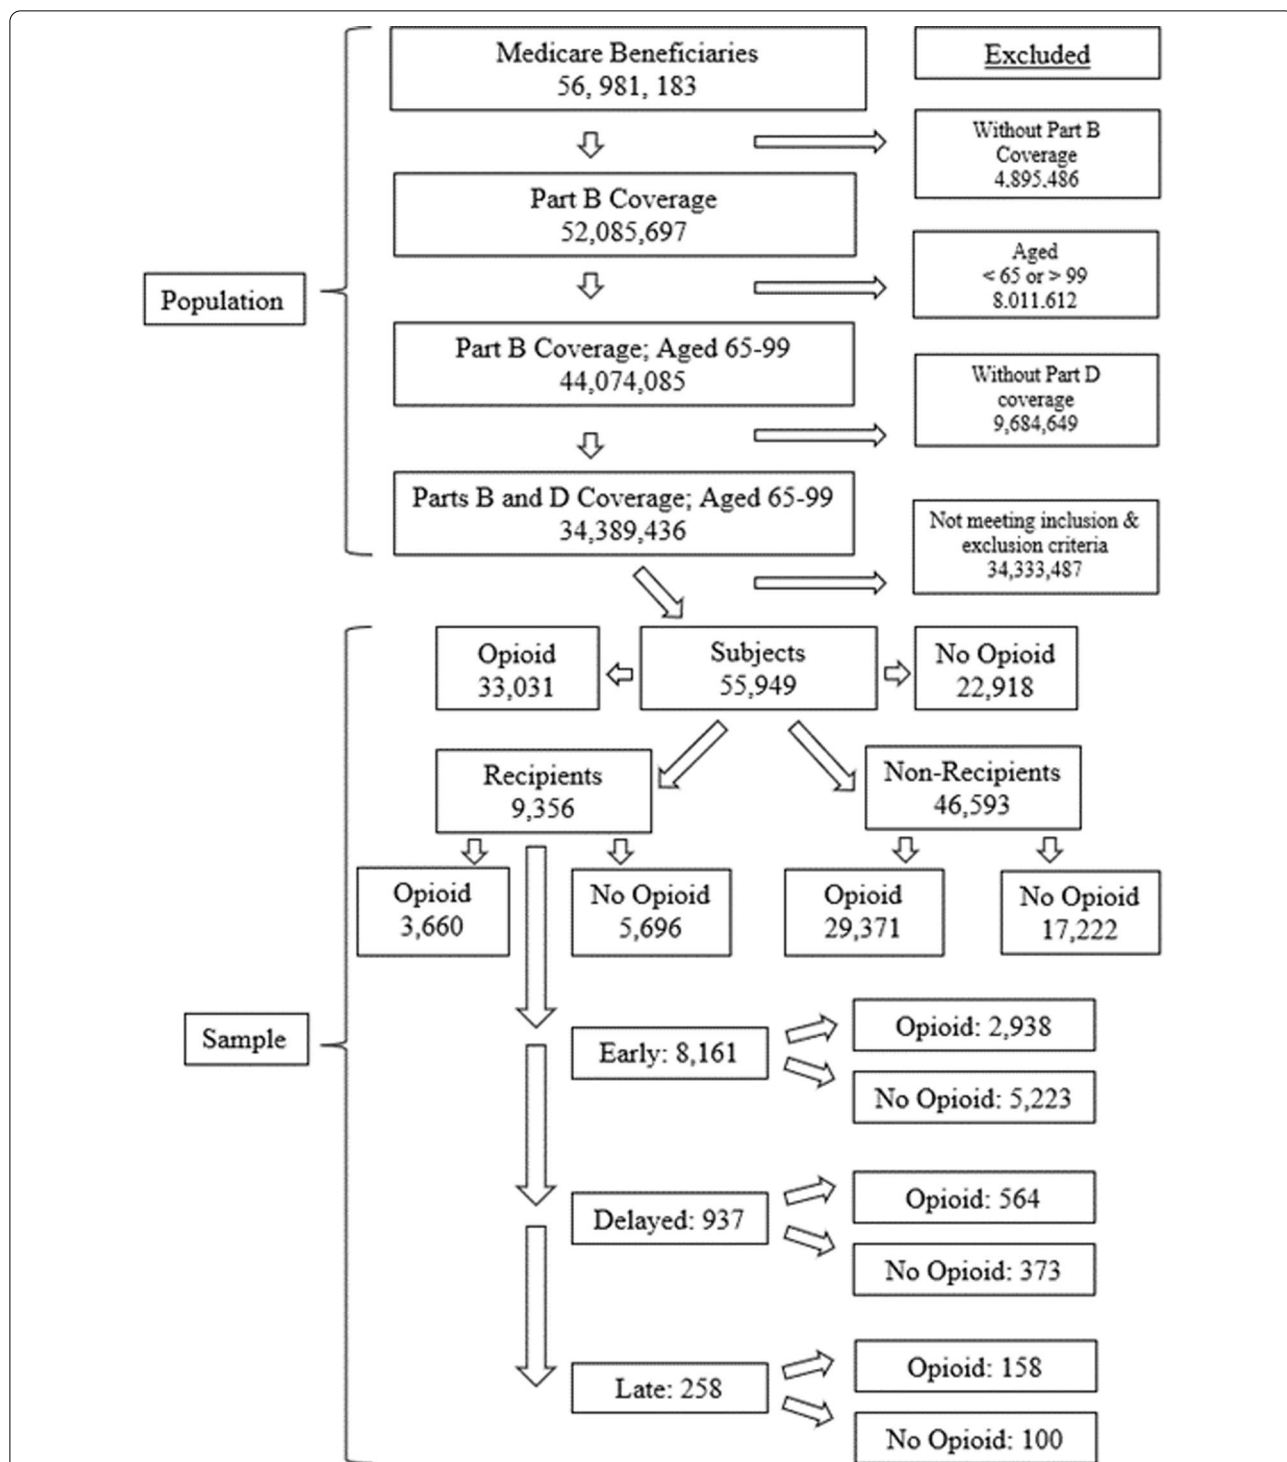 Medicare Beneficiaries
56, 981, 183
Excluded
Without Part B
Coverage
4.895.486
Part B Coverage
52,085,697
Aged
< 65 or > 99
8.011.612
Population
Part B Coverage; Aged 65-99
44,074,085
Without Part D
coverage
9,684,649
Parts B and D Coverage; Aged 65-99
34,389,436
Not meeting inclusion &
exclusion criteria
34,333,487
Opioid
33,031
Subjects
55,949
No Opioid
22,918
Recipients
9,356
Non-Recipients
46,593
Opioid
3,660
No Opioid
5,696
Opioid
29,371
No Opioid
17,222
Sample
Early: 8,161
Opioid: 2,938
No Opioid: 5,223
Delayed: 937
Opioid: 564
No Opioid: 373
Late: 258
Opioid: 158
No Opioid: 100